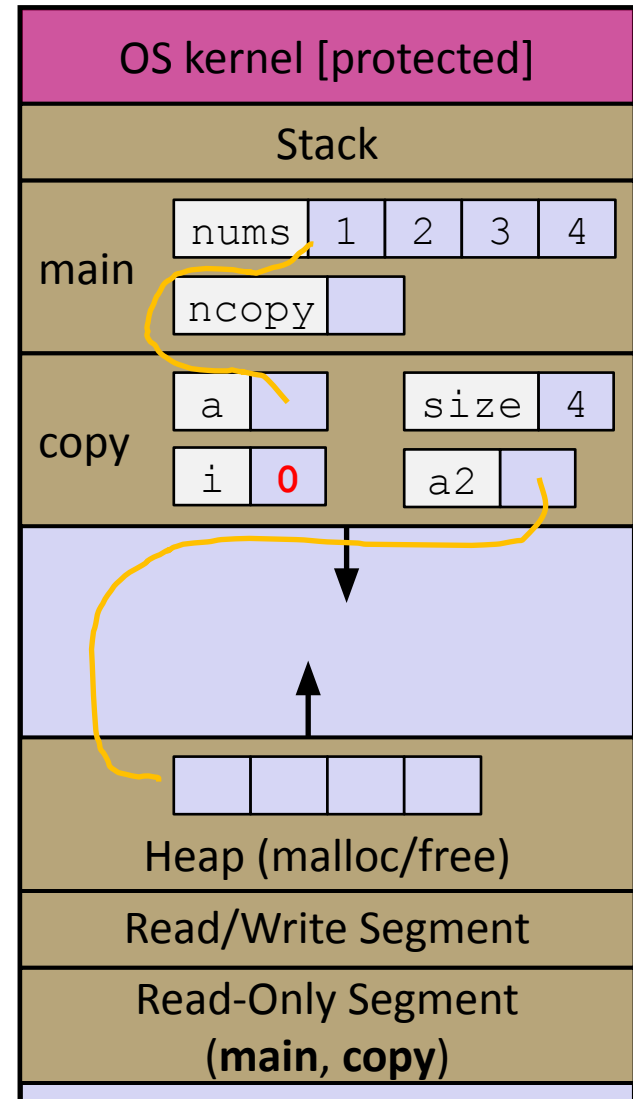 OS kernel [protected]
Stack
main
nums 1 2 3 4
ncopy
copy
a size 4
i 0 a2
Heap (malloc/free)
Read/Write Segment
Read-Only Segment
(main, copy)